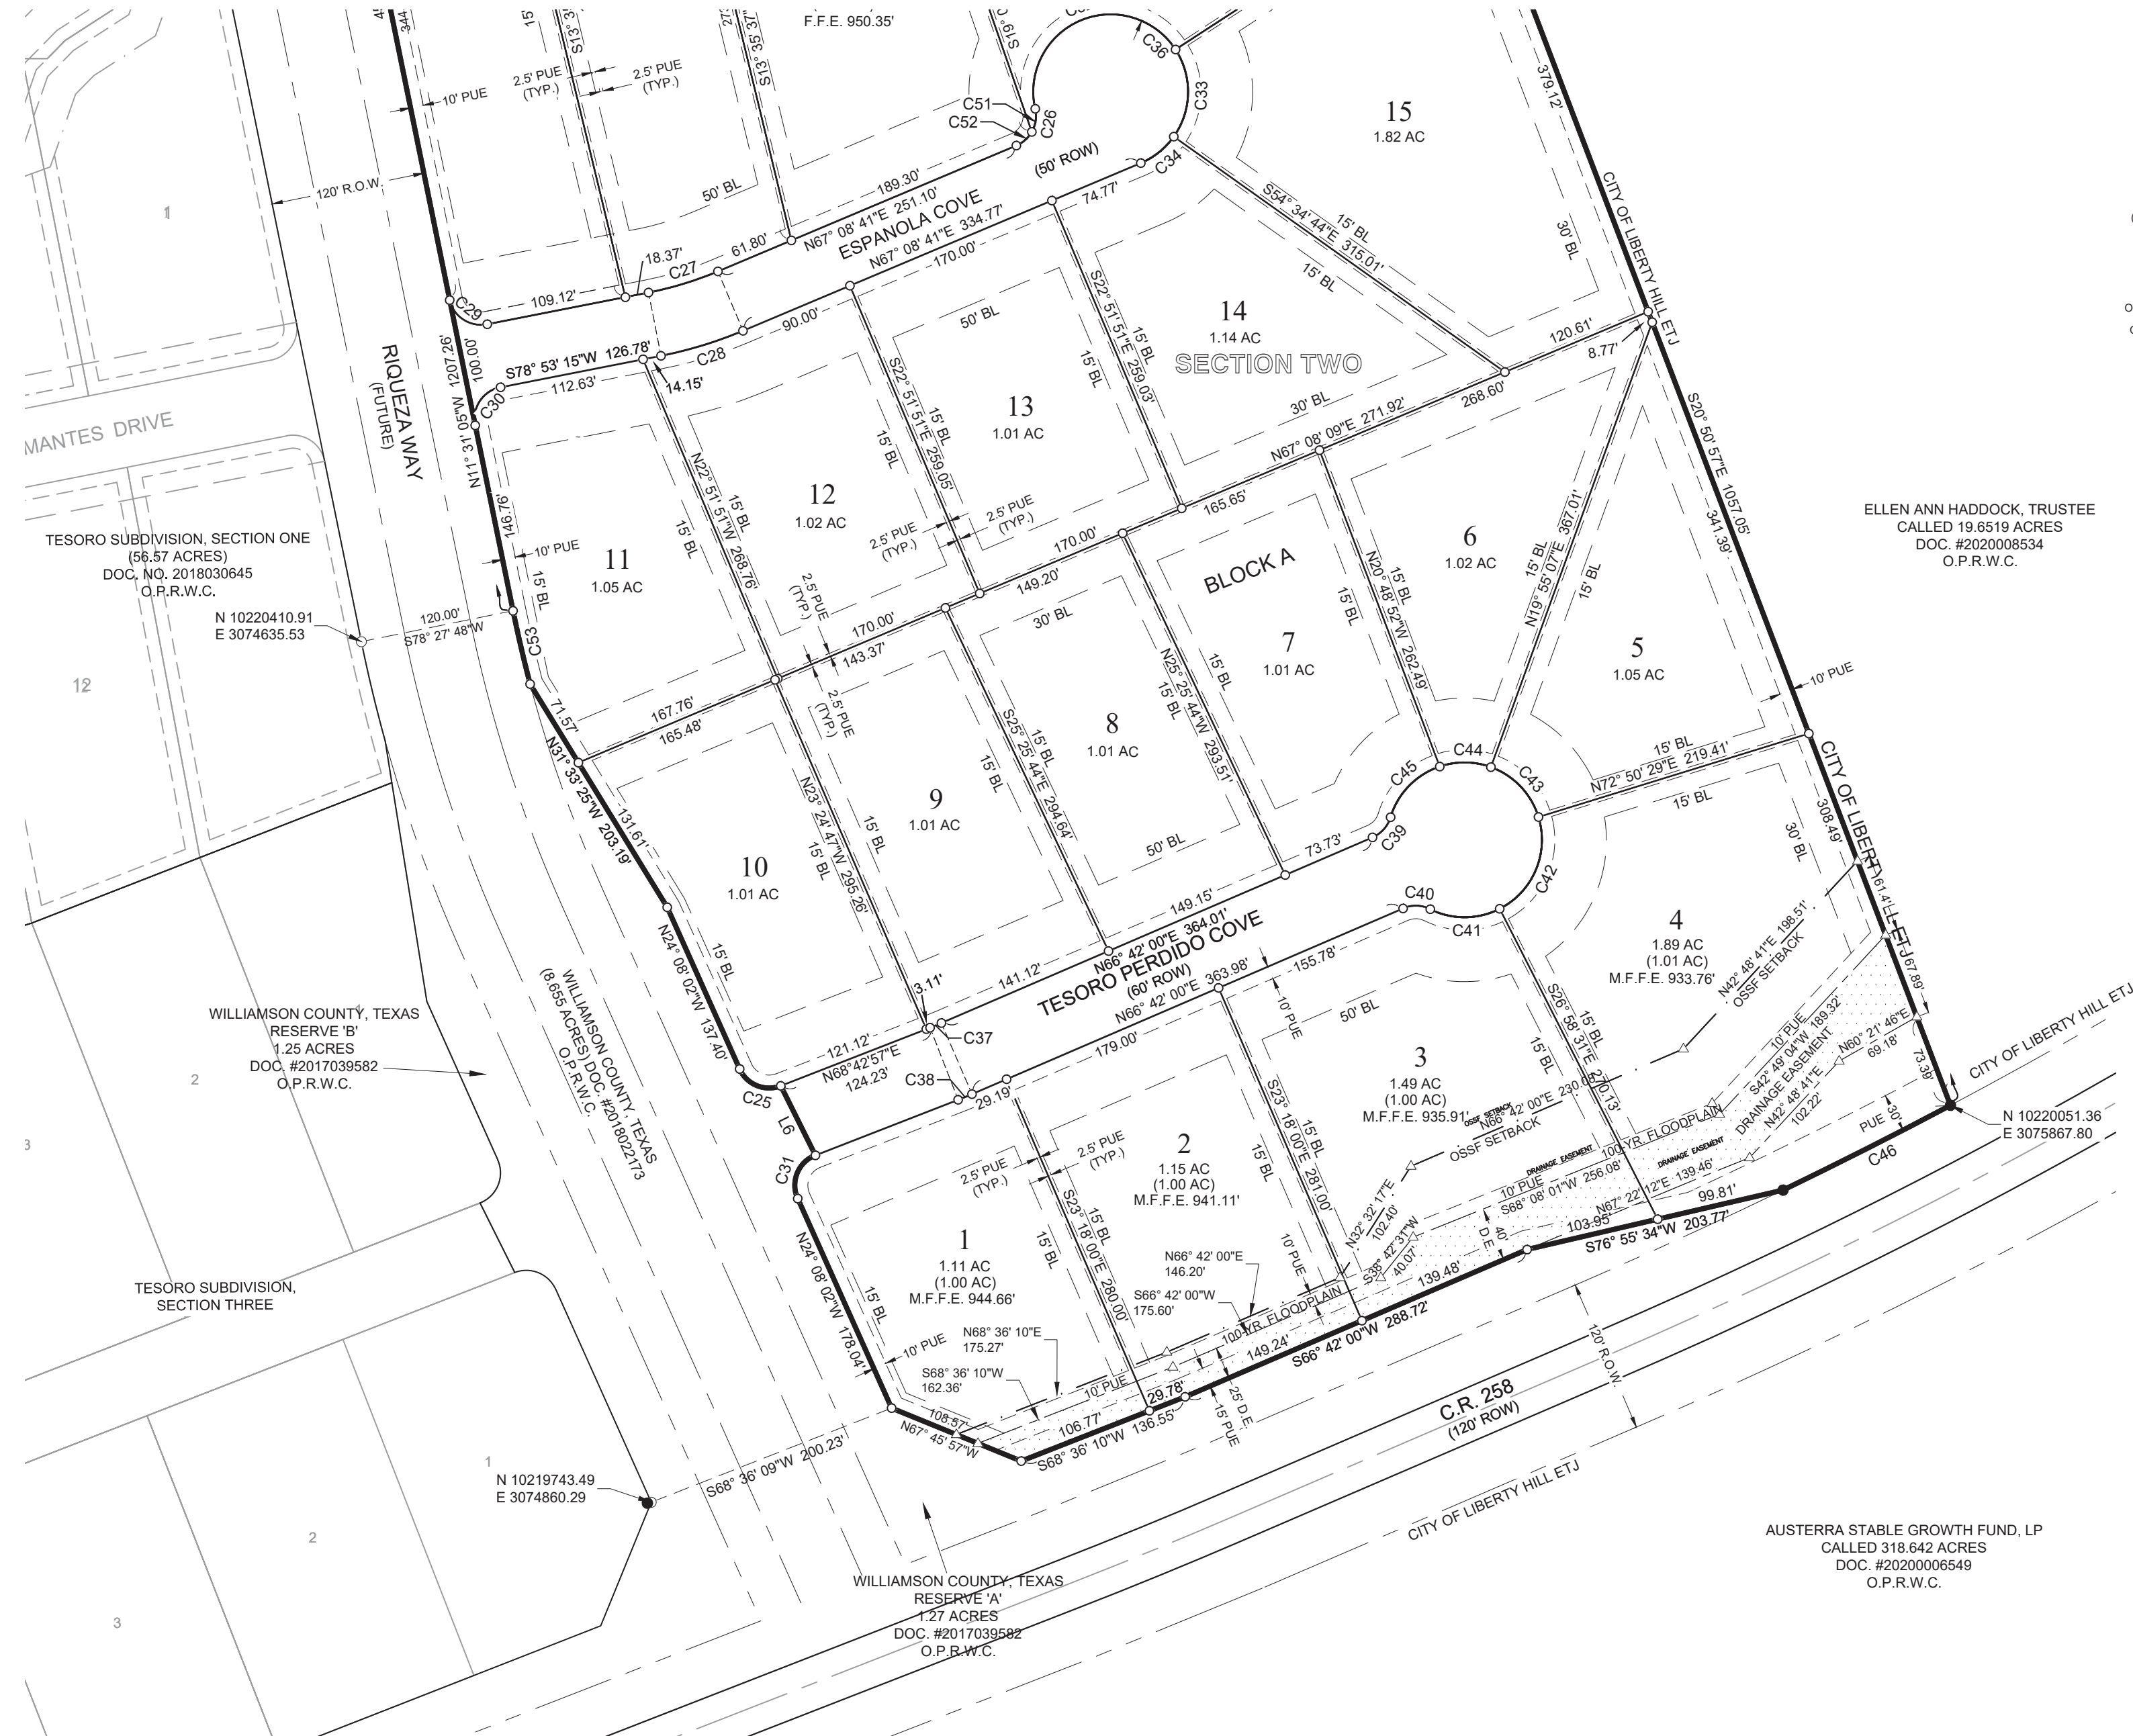 F.F.E. 950.35'
S13° 35' 37"
S19°
C36
C33
C51
C52
C26
C34
(50' ROW)
2.5' PUE
(TYP.)
2.5' PUE
(TYP.)
10' PUE
120' R.O.W.
1
50' BL
189.30'
N67° 08' 41"E 251.10'
ESPANOLA COVE
N67° 08' 41"E 334.77'
74.77'
170.00'
61.80'
18.37'
C27
109.12'
C29
C28
90.00'
S78° 53' 15"W 126.78'
112.63'
14.15'
C30
100.00'
N11° 31' 05"W 1207.26'
RIQUEZA WAY
(FUTURE)
MANTES DRIVE
15
1.82 AC
379.12'
CITY OF LIBERTY HILL ETJ
30' BL
S54° 34' 44"E 315.01'
15' BL
15' BL
120.61'
8.77'
14
1.14 AC
SECTION TWO
30' BL
N67° 08' 09"E 271.92'
268.60'
S22° 51' 51"E 259.03'
15' BL
15' BL
50' BL
13
1.01 AC
S22° 51' 51"E 259.05'
15' BL
15' BL
2.5' PUE
(TYP.)
2.5' PUE
(TYP.)
12
1.02 AC
N22° 51' 51"W 268.76'
15' BL
15' BL
11
1.05 AC
146.76'
10' PUE
15' BL
C53
TESORO SUBDIVISION, SECTION ONE
(56.57 ACRES)
DOC. NO. 2018030645
O.P.R.W.C.
N 10220410.91
E 3074635.53
120.00'
S78° 27' 48"W
12
165.65'
170.00'
149.20'
170.00'
143.37'
2.5' PUE
(TYP.)
2.5' PUE
(TYP.)
167.76'
165.48'
71.57'
N31° 33' 25"W 203.19'
131.61'
BLOCK A
6
1.02 AC
N20° 48' 52"W 262.49'
15' BL
15' BL
N19° 55' 07"E 367.01'
15' BL
15' BL
5
1.05 AC
S20° 50' 57"E 1057.05'
341.39'
10' PUE
ELLEN ANN HADDOCK, TRUSTEE
CALLED 19.6519 ACRES
DOC. #2020008534
O.P.R.W.C.
7
1.01 AC
30' BL
N25° 25' 44"W 293.51'
15' BL
15' BL
8
1.01 AC
S25° 25' 44"E 294.64'
15' BL
15' BL
50' BL
9
1.01 AC
N23° 24' 47"W 295.26'
15' BL
15' BL
10
1.01 AC
C44
C45
C43
C39
C42
C40
C41
15' BL
N72° 50' 29"E 219.41'
15' BL
CITY OF LIBERTY HILL ETJ
308.49'
30' BL
161.41'
67.89'
73.39'
73.73'
149.15'
N66° 42' 00"E 364.01'
TESORO PERDIDO COVE
(60' ROW)
N66° 42' 00"E 363.98'
155.78'
179.00'
141.12'
3.11'
C37
C38
29.19'
121.12'
N68°42'57"E
124.23'
N24° 08' 02"W 137.40'
15' BL
C25
L6
C31
WILLIAMSON COUNTY, TEXAS
(8.655 ACRES) DOC. #2018022173
O.P.R.W.C.
WILLIAMSON COUNTY, TEXAS
RESERVE 'B'
1.25 ACRES
DOC. #2017039582
O.P.R.W.C.
1
2
3
4
1.89 AC
(1.01 AC)
M.F.F.E. 933.76'
N42° 48' 41"E 198.51'
OSSF SETBACK
10' PUE
S42° 49' 04"W 189.32'
DRAINAGE EASEMENT
N42° 48' 41"E
102.22'
N60° 21' 46"E
69.18'
S26° 58' 31"E 270.13'
15' BL
15' BL
50' BL
10' PUE
3
1.49 AC
(1.00 AC)
M.F.F.E. 935.91'
OSSF SETBACK
N66° 42' 00"E 230.09'
OSSF SETBACK
100-YR. FLOODPLAIN
DRAINAGE EASEMENT
DRAINAGE EASEMENT
10' PUE
S68° 08' 01"W 256.08'
N67° 22' 12"E 139.46'
PUE 30'
C46
CITY OF LIBERTY HILL ETJ
N 10220051.36
E 3075867.80
99.81'
103.95'
S76° 55' 34"W 203.77'
40' D.E.
N32° 32' 17"E
102.40'
S38° 42' 31"W
40.07'
139.48'
S66° 42' 00"W 288.72'
S23° 18' 00"E 281.00'
15' BL
15' BL
10' PUE
2
1.15 AC
(1.00 AC)
M.F.F.E. 941.11'
2.5' PUE
(TYP.)
2.5' PUE
(TYP.)
N66° 42' 00"E
146.20'
S66° 42' 00"W
175.60'
100-YR. FLOODPLAIN
149.24'
S23° 18' 00"E 280.00'
15' BL
15' BL
1
1.11 AC
(1.00 AC)
M.F.F.E. 944.66'
N24° 08' 02"W 178.04'
15' BL
10' PUE
N68° 36' 10"E
175.27'
S68° 36' 10"W
162.36'
10' PUE
29.78'
25' D.E.
15' PUE
106.77'
S68° 36' 10"W 136.55'
108.57'
N67° 45' 57"W
S68° 36' 09"W 200.23'
TESORO SUBDIVISION,
SECTION THREE
1
N 10219743.49
E 3074860.29
2
3
120' R.O.W.
C.R. 258
(120' ROW)
CITY OF LIBERTY HILL ETJ
WILLIAMSON COUNTY, TEXAS
RESERVE 'A'
1.27 ACRES
DOC. #2017039582
O.P.R.W.C.
AUSTERRA STABLE GROWTH FUND, LP
CALLED 318.642 ACRES
DOC. #20200006549
O.P.R.W.C.